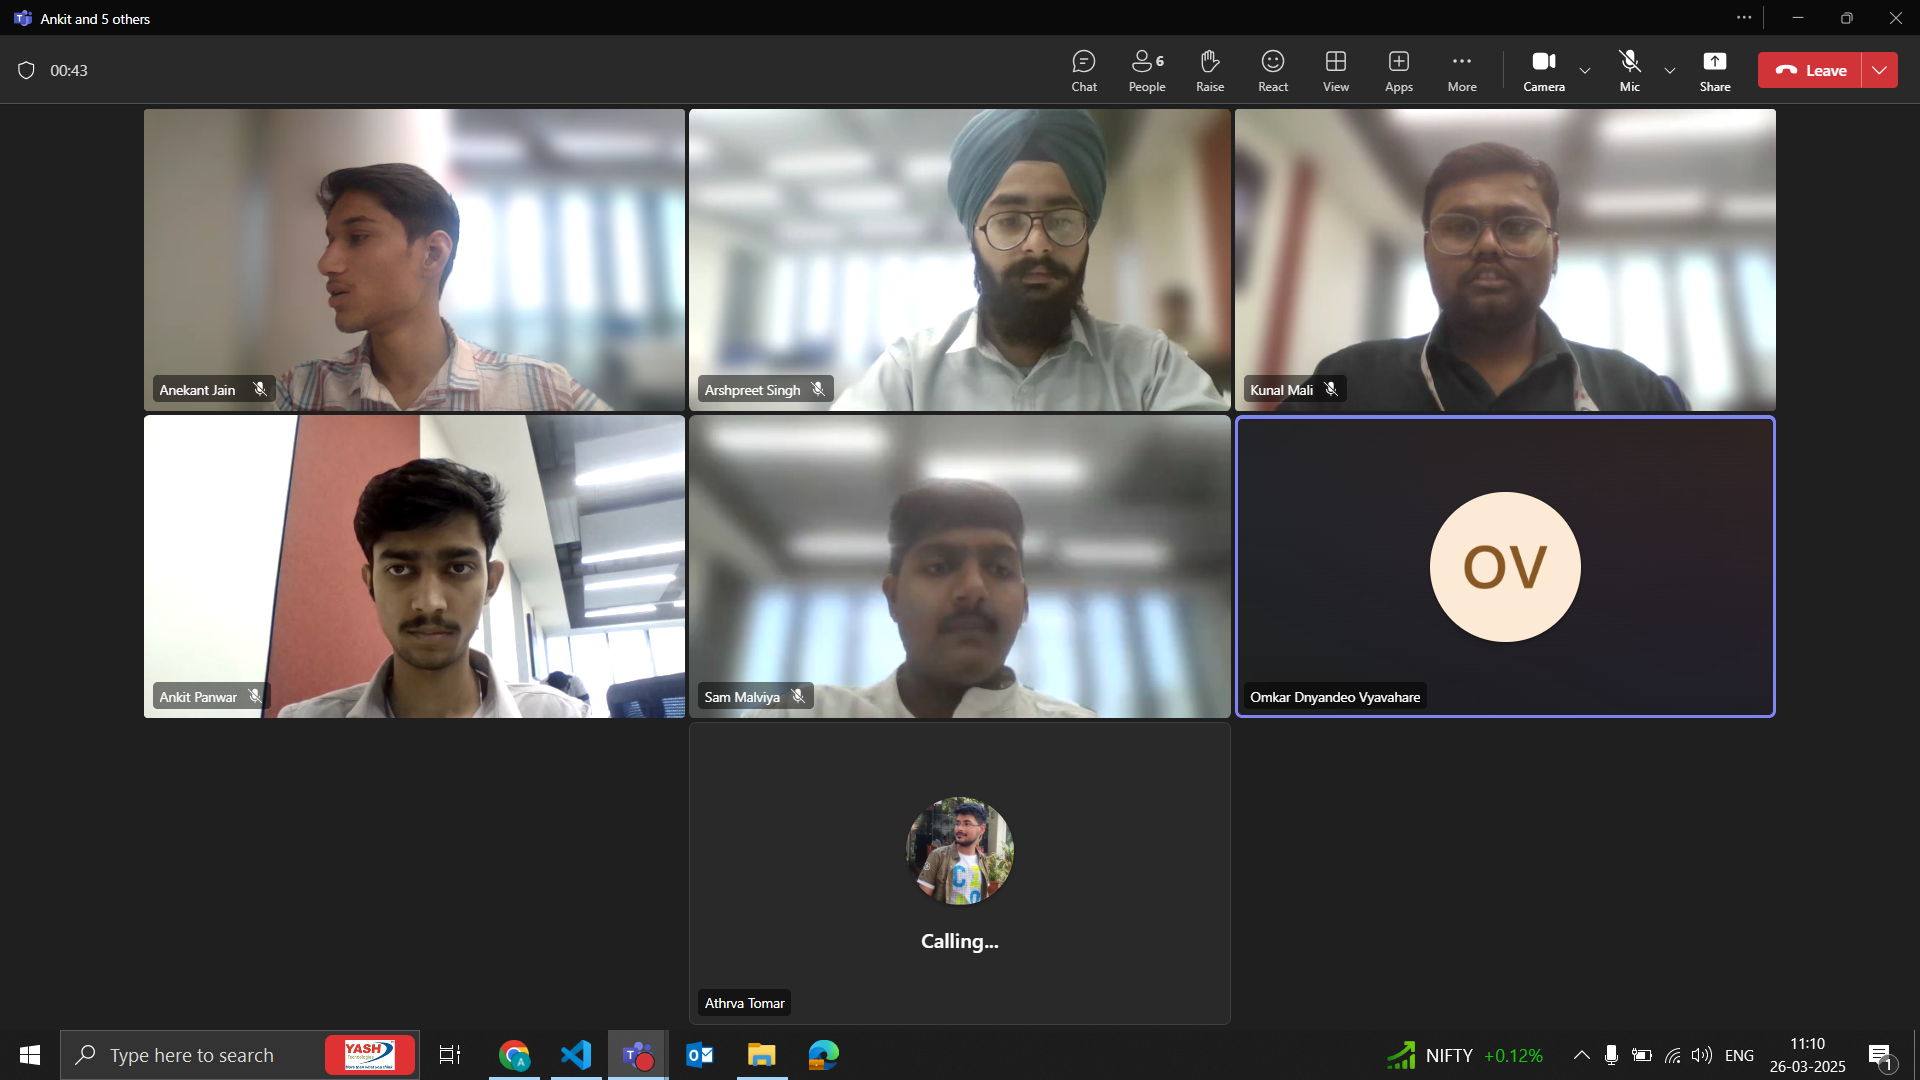 Ankit and 5 others
00:43
Chat
People 6
Raise
React
View
Apps
More
Camera
Mic
Share
Leave
Anekant Jain
Arshpreet Singh
Kunal Mali
Ankit Panwar
Sam Malviya
OV
Omkar Dnyandeo Vyavahare
Calling...
Athrva Tomar
Type here to search
YASH
Technologies
NIFTY +0.12%
ENG
11:10
26-03-2025
1